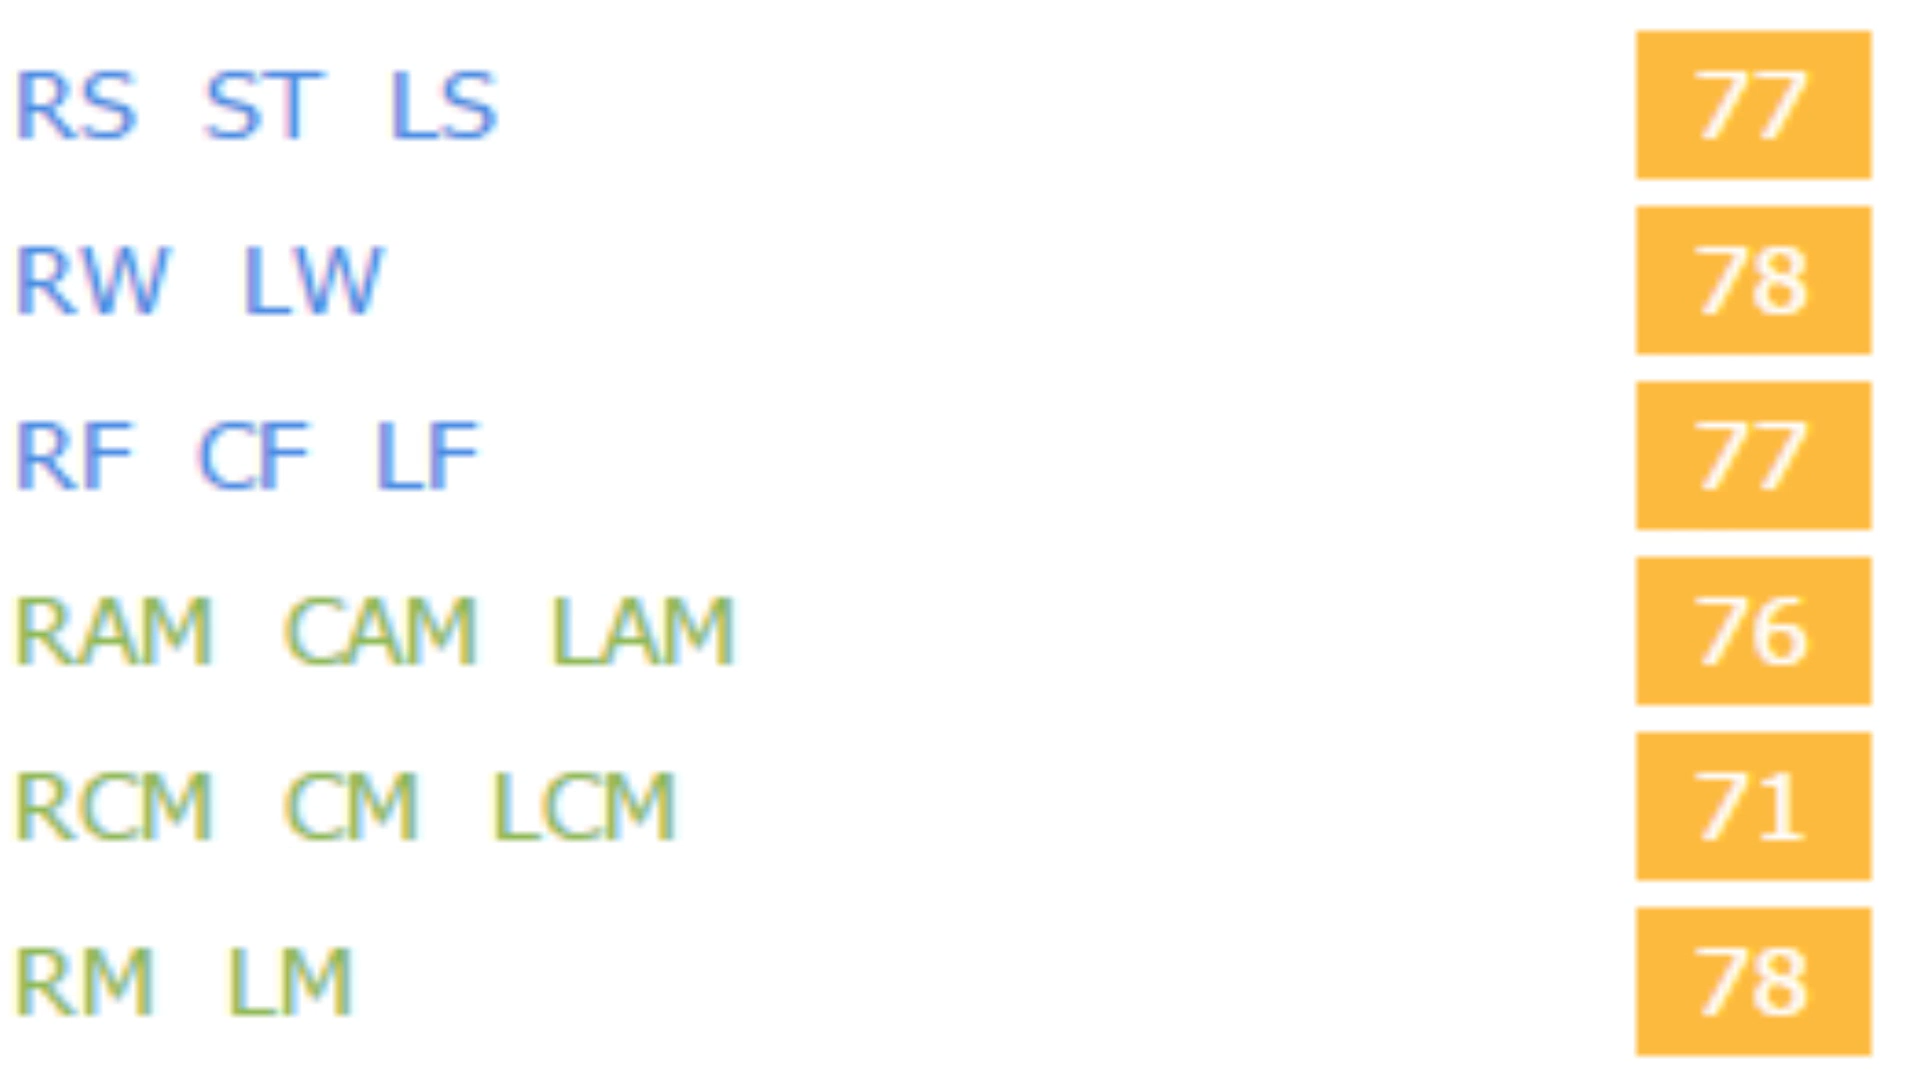 RS ST LS 77
RW LW 78
RF CF LF 77
RAM CAM LAM 76
RCM CM LCM 71
RM LM 78